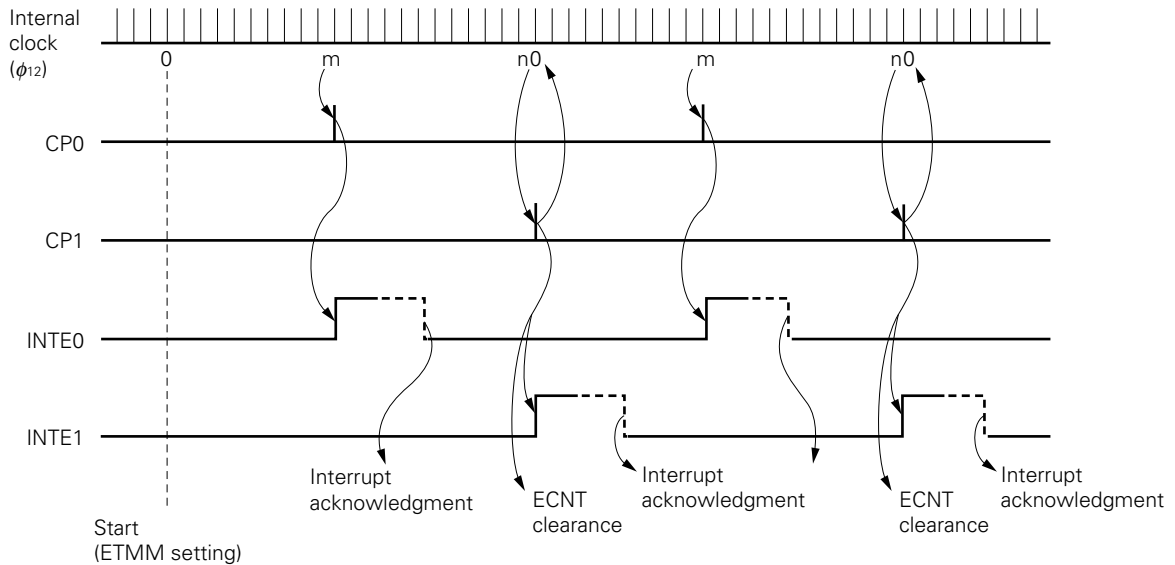 Internal
clock
(ϕ12)
0
m
n0
m
n0
CP0
CP1
INTE0
INTE1
Interrupt
acknowledgment
ECNT
clearance
Interrupt
acknowledgment
ECNT
clearance
Interrupt
acknowledgment
Start
(ETMM setting)